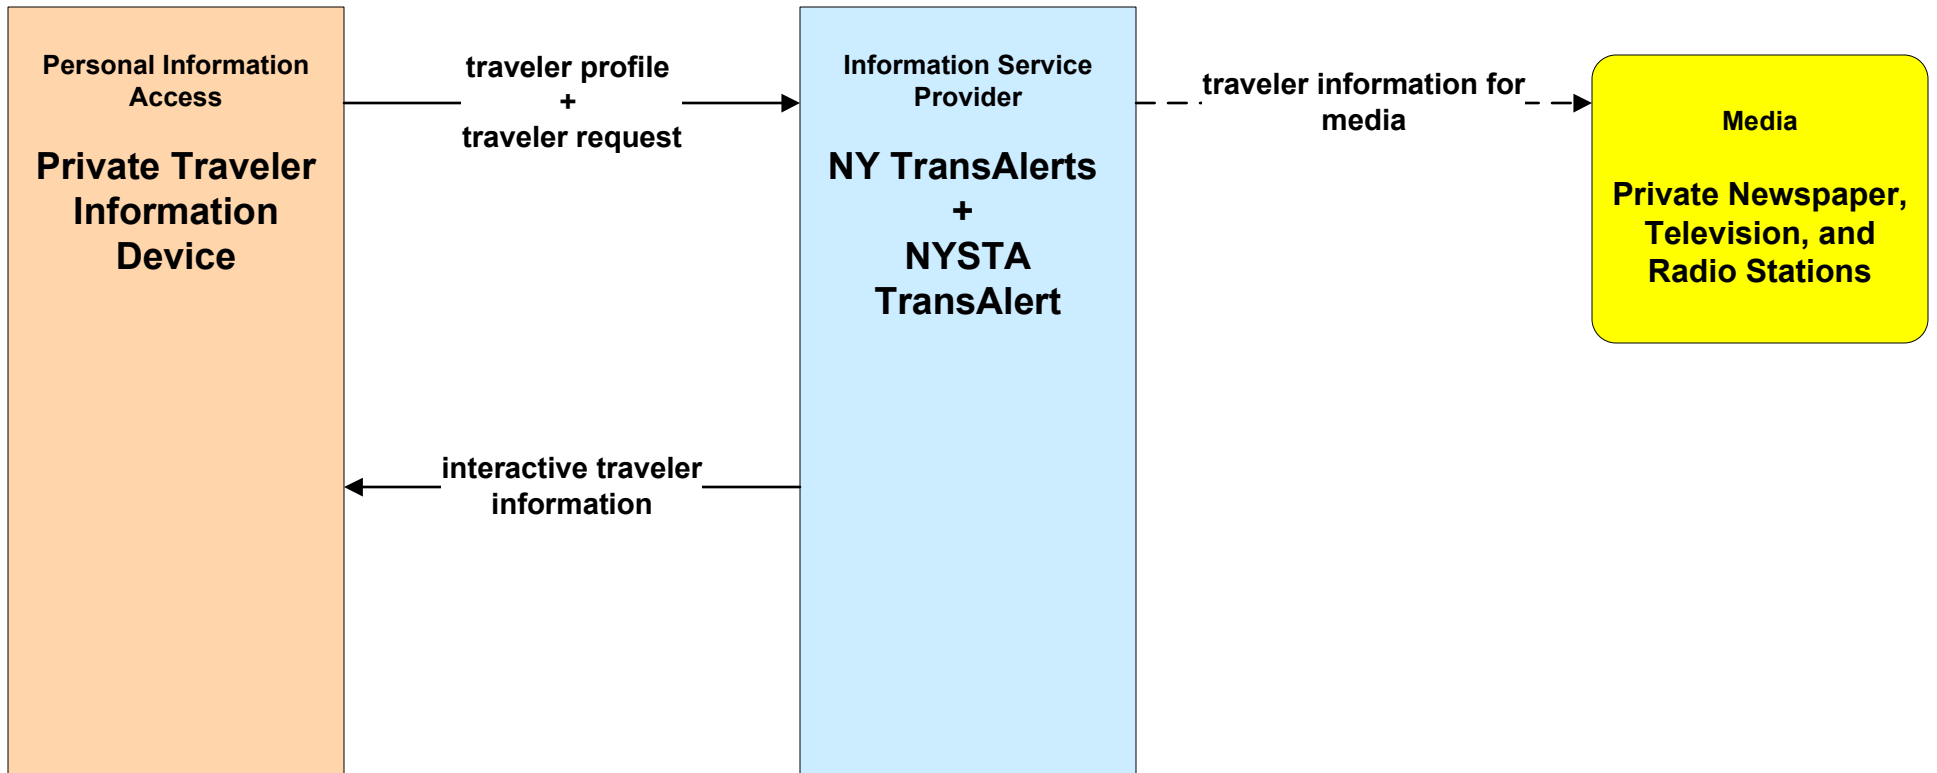 Personal Information
Access
Private Traveler
Information
Device
traveler profile
+
traveler request
Information Service
Provider
NY TransAlerts
+
NYSTA
TransAlert
traveler information for
media
Media
Private Newspaper,
Television, and
Radio Stations
interactive traveler
information